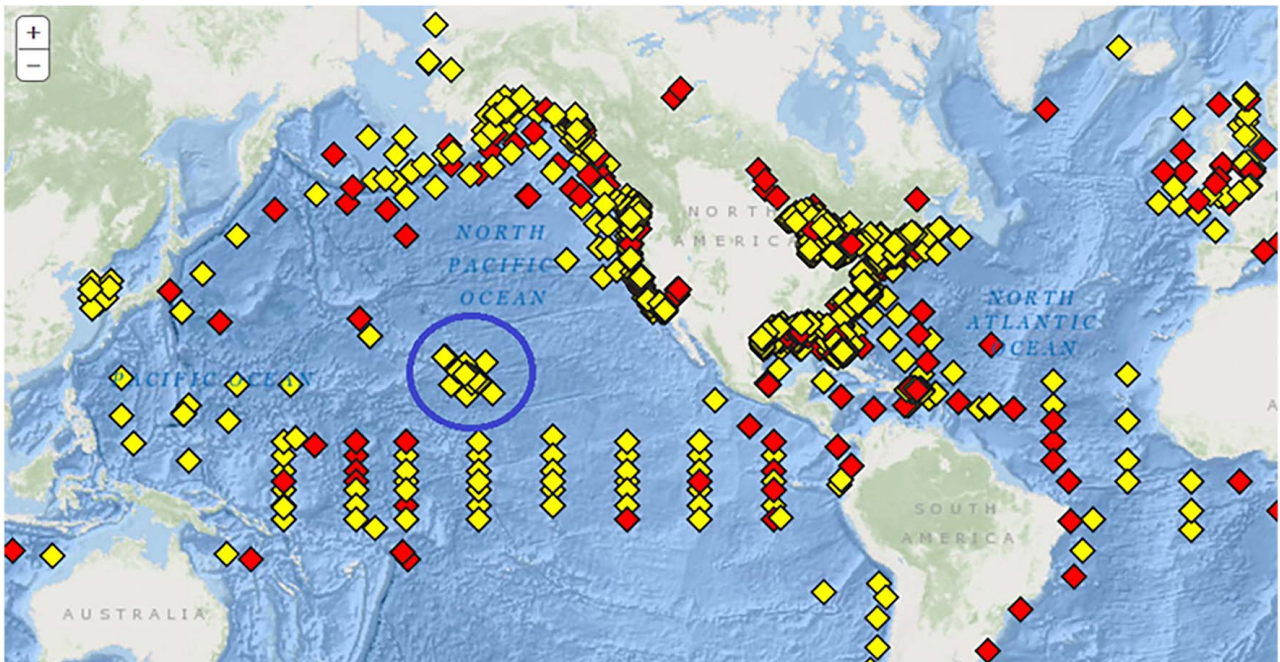 +
−
NORTH
PACIFIC
OCEAN
NORTH
AMERICA
NORTH
ATLANTIC
OCEAN
PACIFIC OCEAN
A
SOUTH
AMERICA
AUSTRALIA